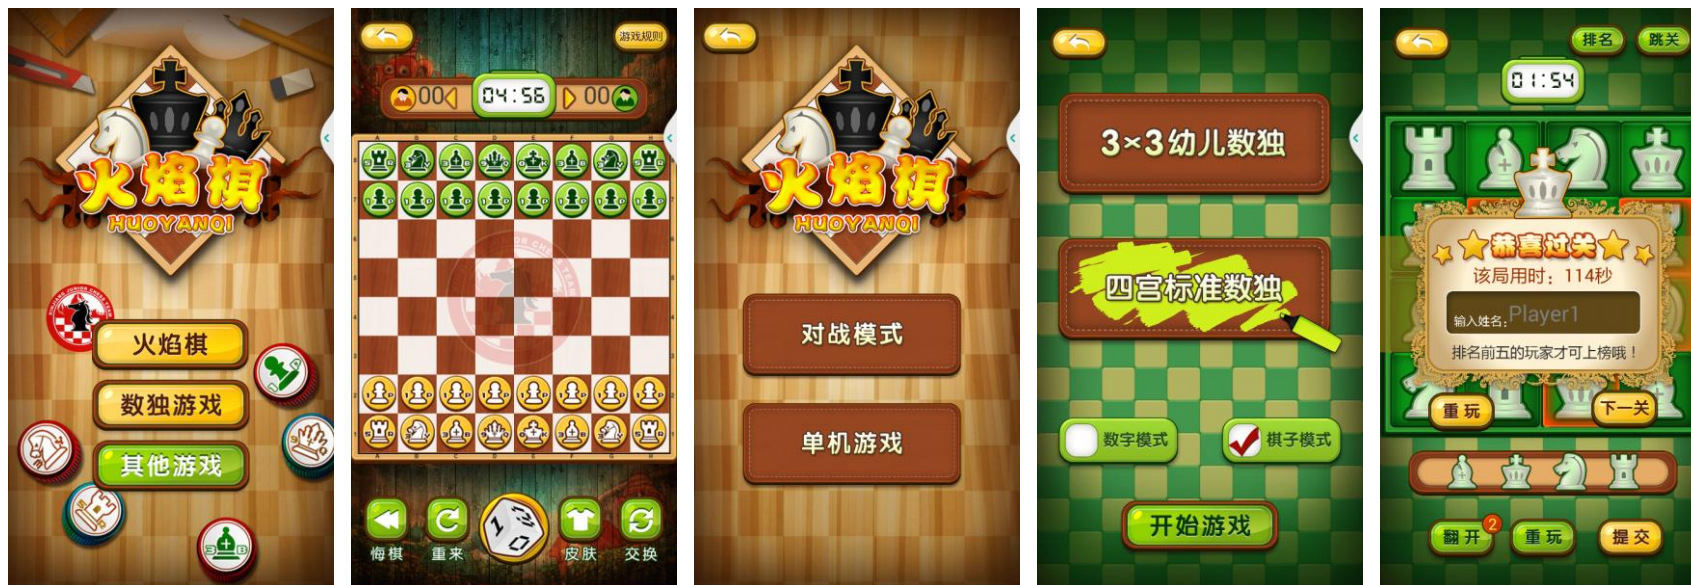 火焰棋
HUOYANQI
火焰棋
数独游戏
其他游戏
游戏规则
00
04:56
00
A B C D E F G H
悔棋
重来
皮肤
交换
火焰棋
HUOYANQI
对战模式
单机游戏
3×3幼儿数独
四宫标准数独
数字模式
棋子模式
开始游戏
排名
跳关
01:54
恭喜过关
该局用时：114秒
输入姓名：Player1
排名前五的玩家才可上榜哦！
重玩
下一关
翻开
2
重玩
提交